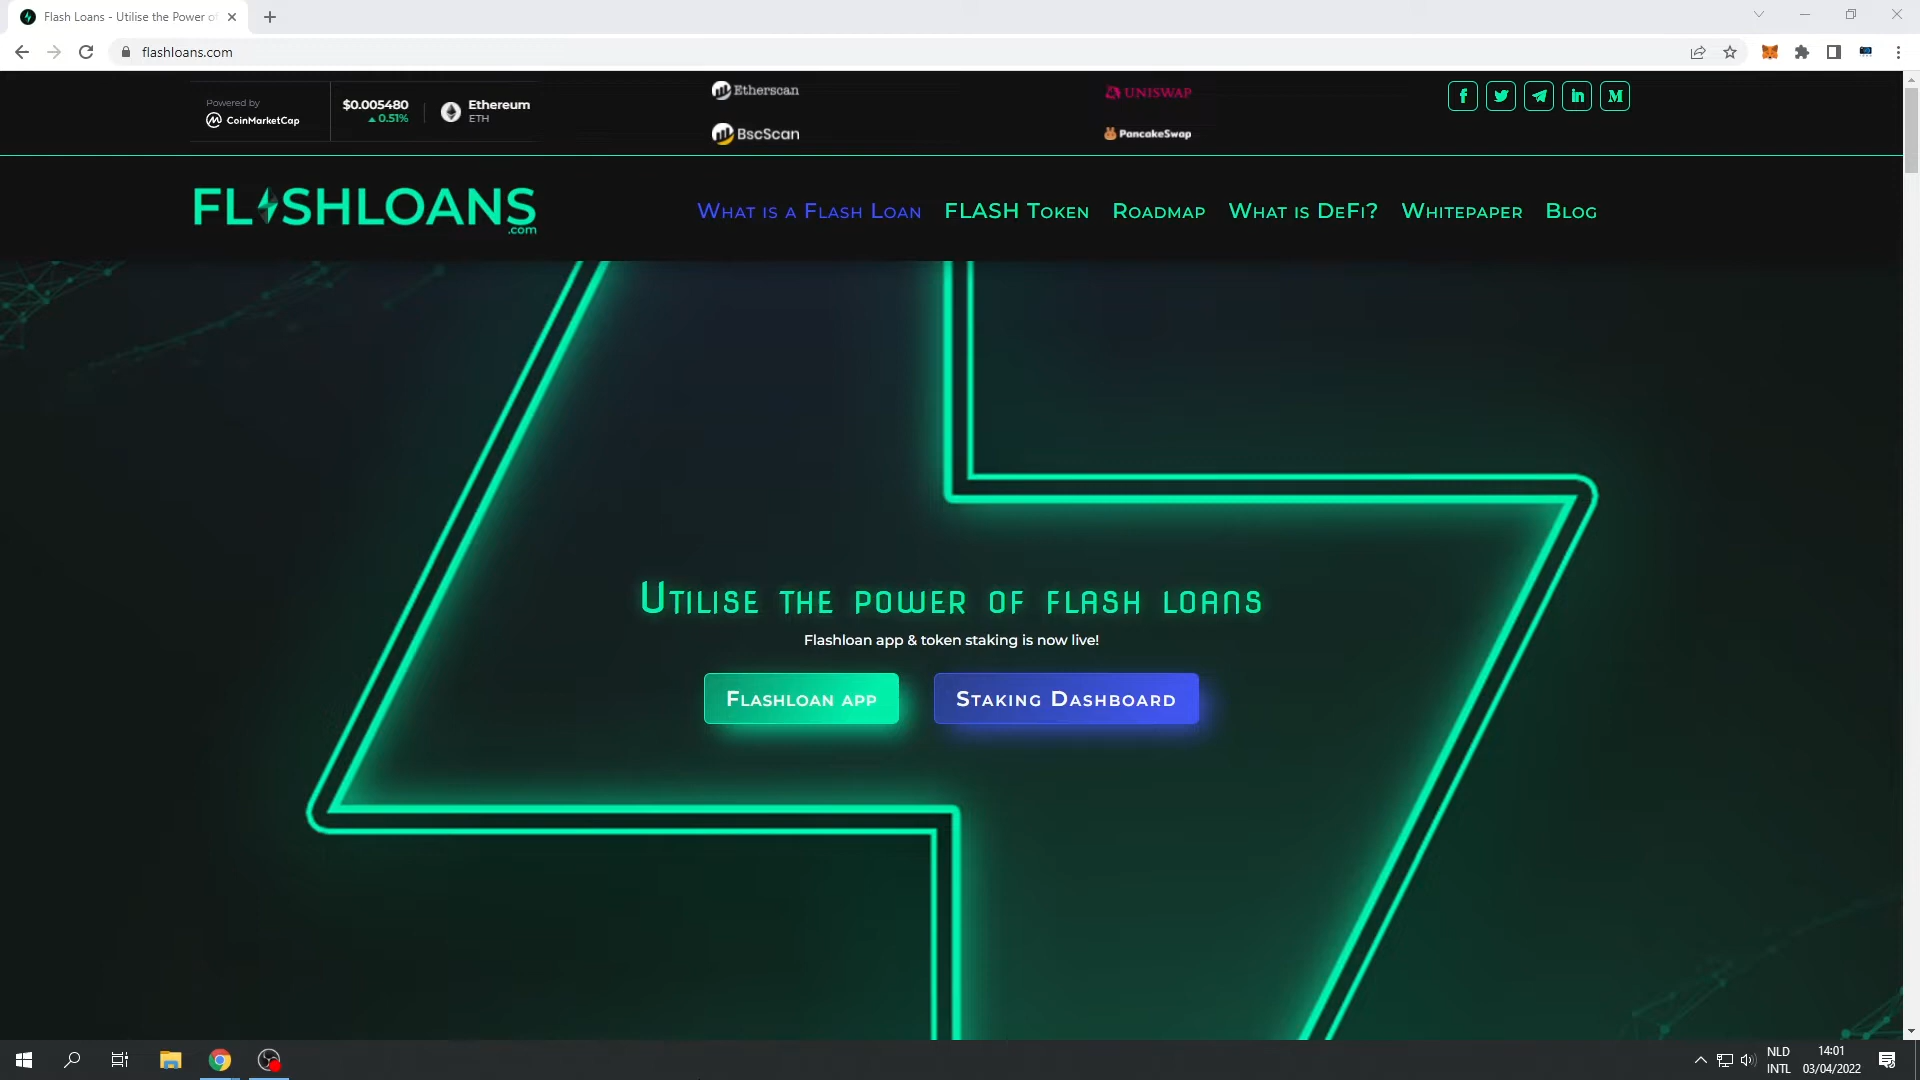 Flash Loans - Utilise the Power of
flashloans.com
Powered by
CoinMarketCap
$0.005480
0.51%
Ethereum
ETH
Etherscan
BscScan
UNISWAP
PancakeSwap
FLASHLOANS
.com
What is a Flash Loan
FLASH Token
Roadmap
What is DeFi?
Whitepaper
Blog
Utilise the power of flash loans
Flashloan app & token staking is now live!
Flashloan app
Staking Dashboard
NLD
INTL
14:01
03/04/2022